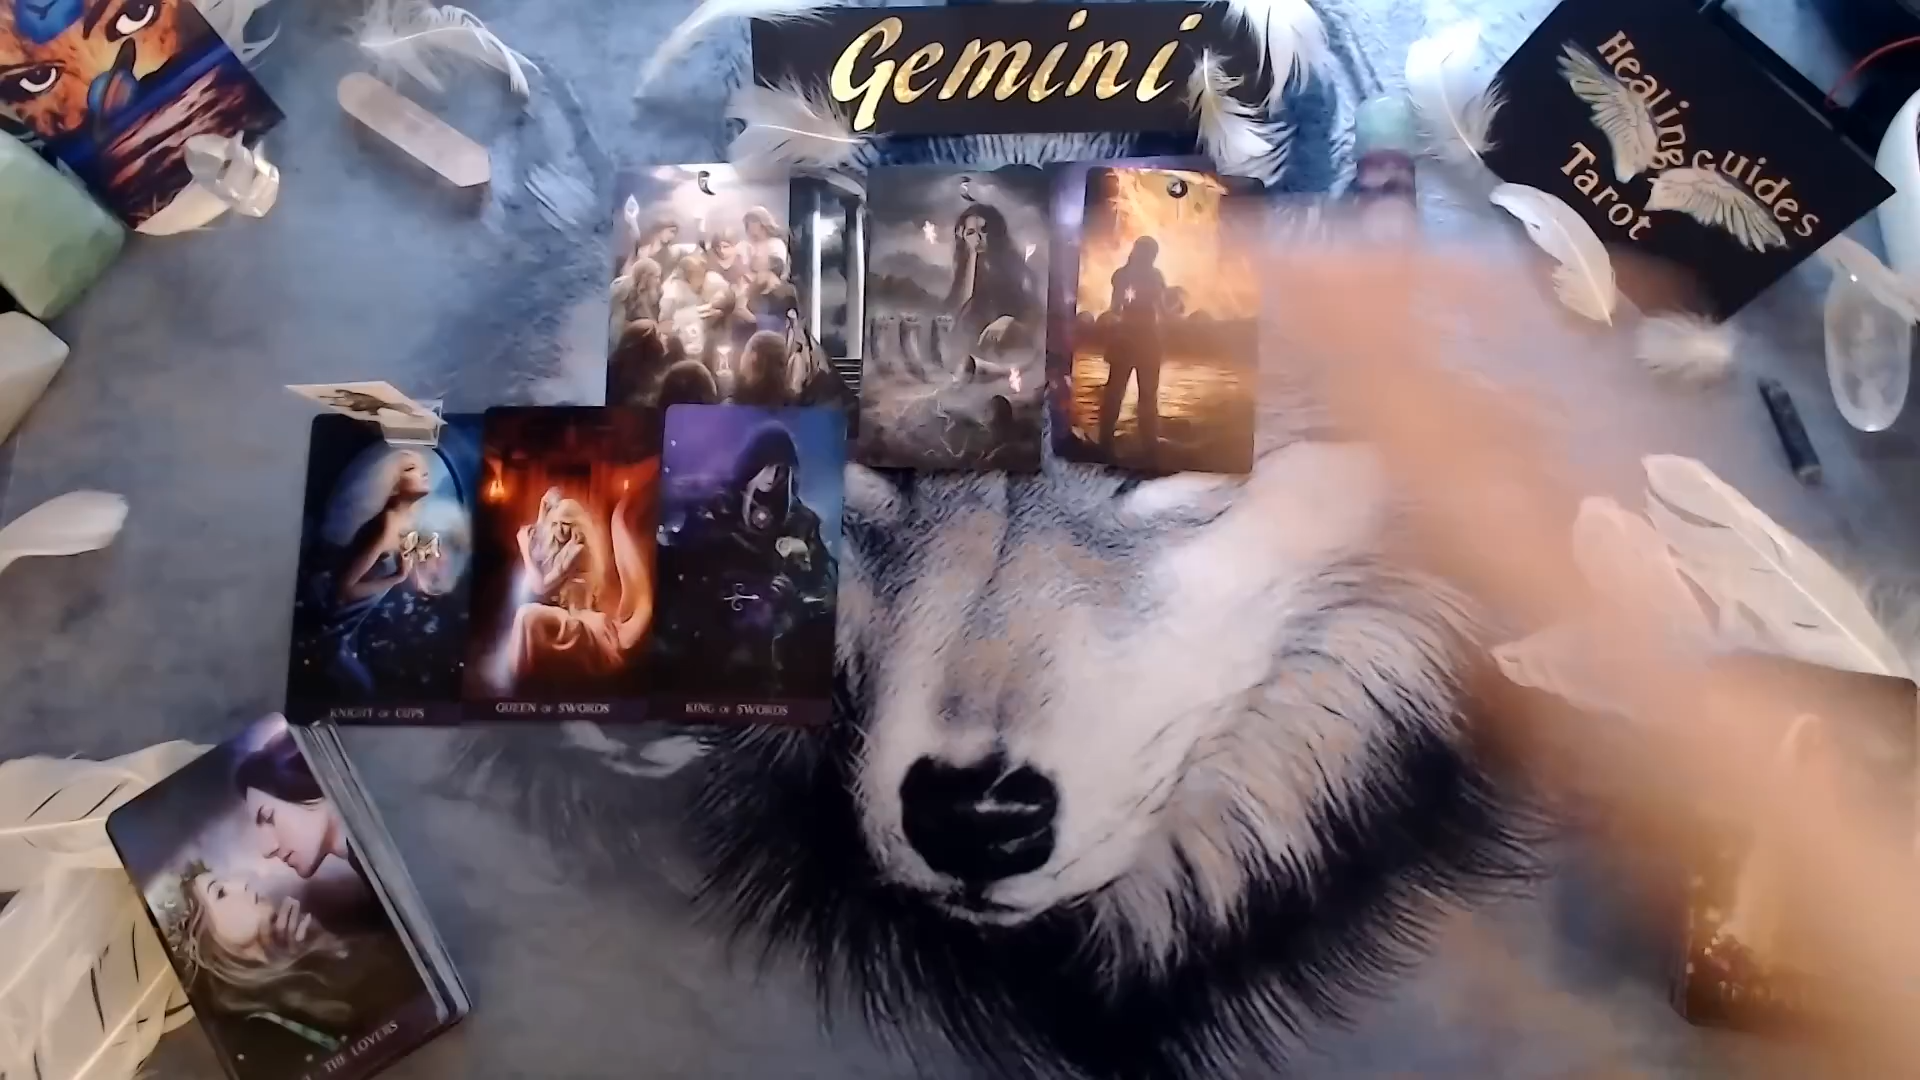 Gemini
Healing Guides
Tarot
KNIGHT OF CUPS
QUEEN OF SWORDS
KING OF SWORDS
THE LOVERS